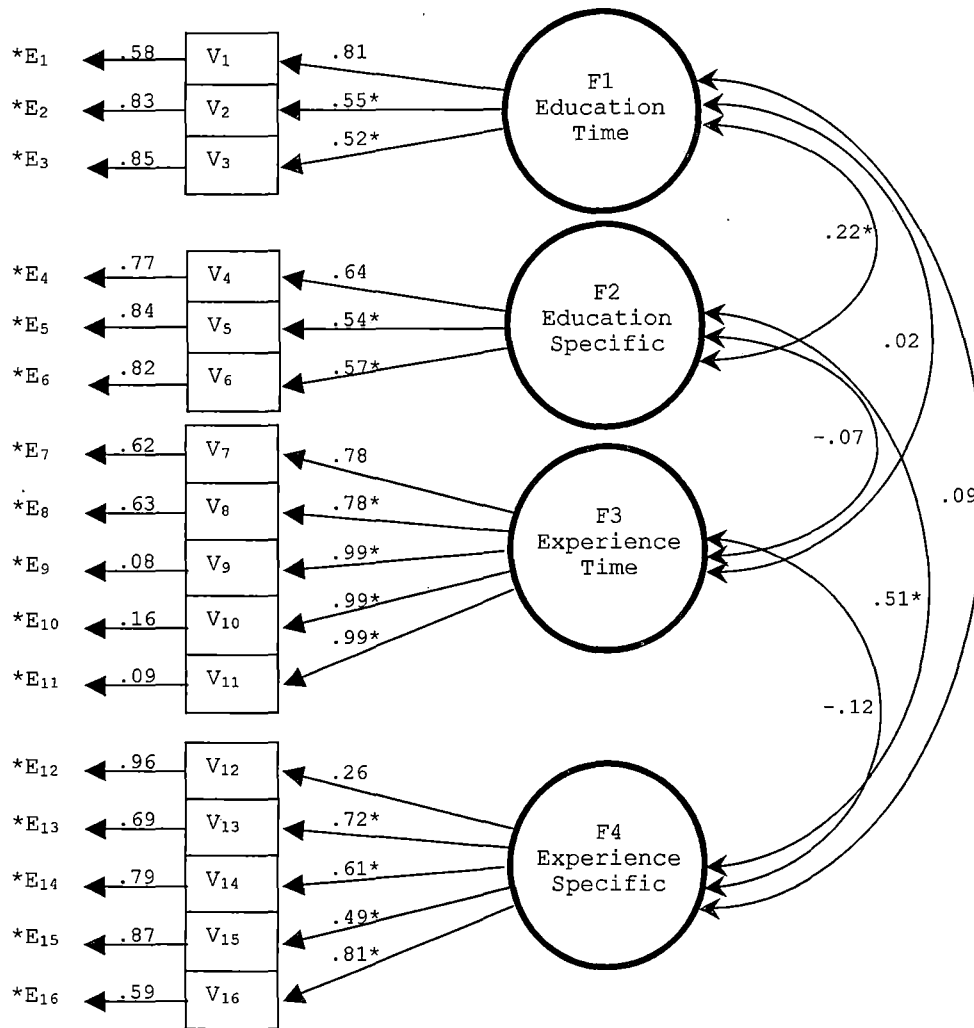 *E₁ .58 V₁ .81
*E₂ .83 V₂ .55*
*E₃ .85 V₃ .52*
F1
Education
Time
.22*
*E₄ .77 V₄ .64
*E₅ .84 V₅ .54*
*E₆ .82 V₆ .57*
F2
Education
Specific
.02
-.07
*E₇ .62 V₇ .78
*E₈ .63 V₈ .78*
*E₉ .08 V₉ .99*
*E₁₀ .16 V₁₀ .99*
*E₁₁ .09 V₁₁ .99*
F3
Experience
Time
.09
.51*
-.12
*E₁₂ .96 V₁₂ .26
*E₁₃ .69 V₁₃ .72*
*E₁₄ .79 V₁₄ .61*
*E₁₅ .87 V₁₅ .49*
*E₁₆ .59 V₁₆ .81*
F4
Experience
Specific